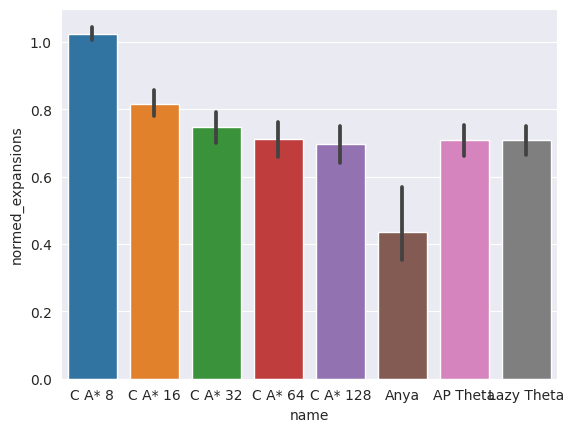 1.0
0.8
0.6
0.4
0.2
0.0
normed_expansions
C A* 8 C A* 16 C A* 32 C A* 64 C A* 128 Anya AP Theta Lazy Theta
name